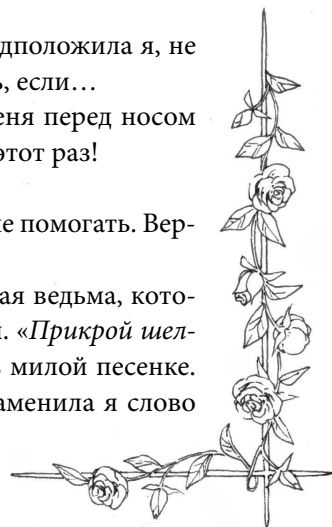 дположила я, не
ь, если…
еня перед носом
этот раз!
не помогать. Вер-
ая ведьма, кото-
. «Прикрой шел-
ь милой песенке.
аменила я слово